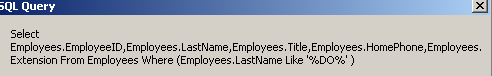 SQL Query
Select
Employees.EmployeeID,Employees.LastName,Employees.Title,Employees.HomePhone,Employees.
Extension From Employees Where (Employees.LastName Like '%DO%' )